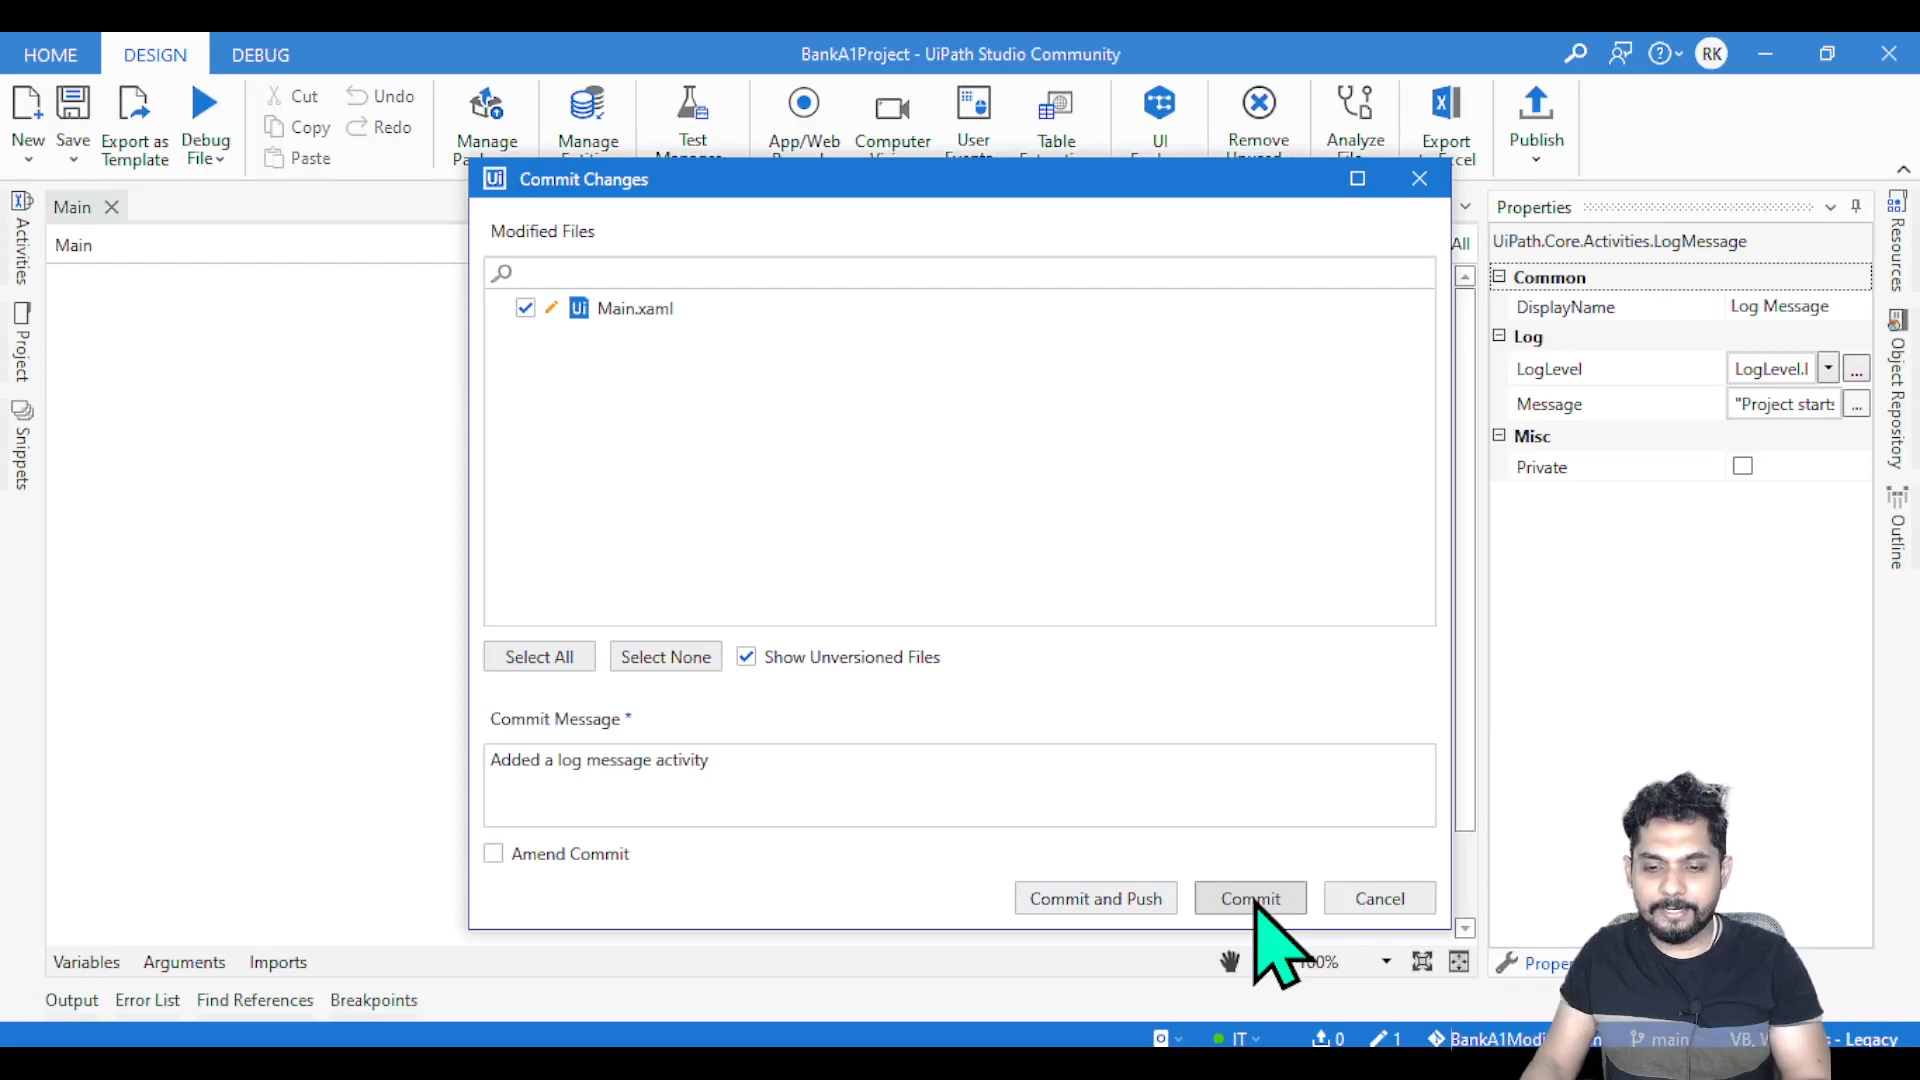 HOME DESIGN DEBUG BankA1Project - UiPath Studio Community RK
New Save Export as Template Debug File
Cut Copy Paste Undo Redo
Manage Manage Test App/Web Computer User Table UI Remove Analyze Export Publish
Main
Main
Activities
Project
Snippets
Commit Changes
Modified Files
Main.xaml
Select All Select None Show Unversioned Files
Commit Message *
Added a log message activity
Amend Commit
Commit and Push Commit Cancel
All
Properties
UiPath.Core.Activities.LogMessage
Common
DisplayName Log Message
Log
LogLevel LogLevel.I ...
Message "Project starts ...
Misc
Private
Resources
Object Repository
Outline
Variables Arguments Imports
100%
Output Error List Find References Breakpoints
IT 0 1 main - Legacy